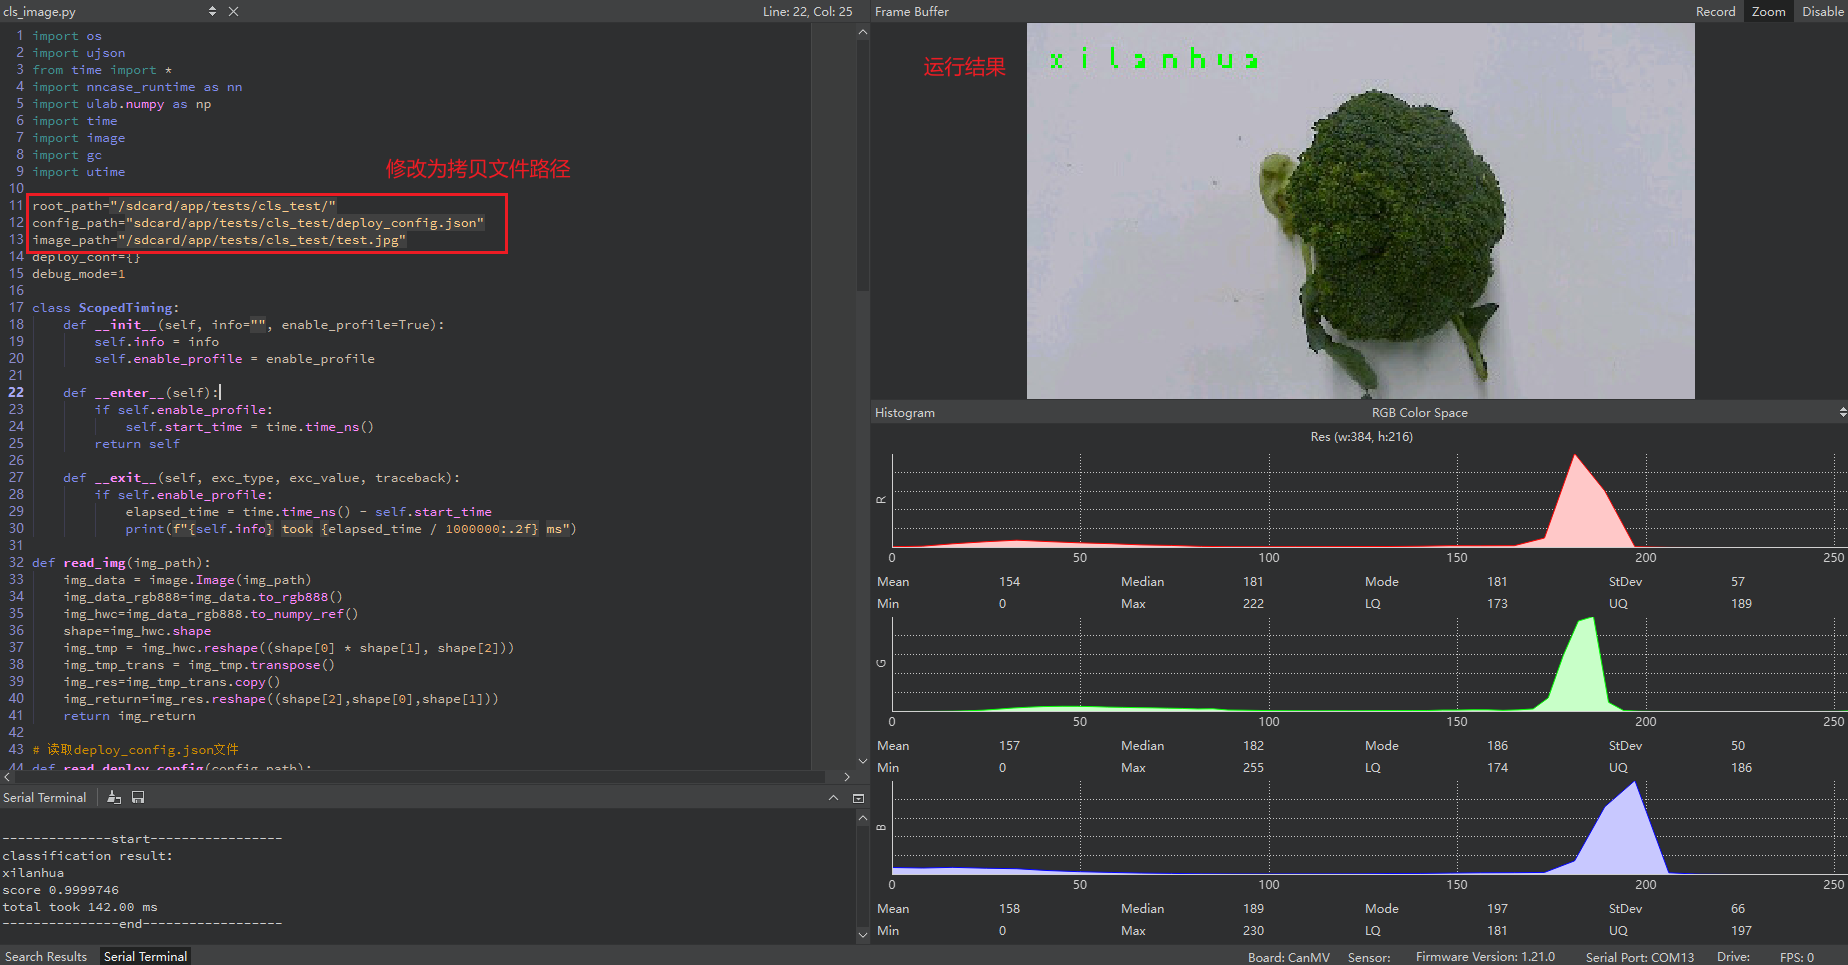 cls_image.py
Line: 22, Col: 25
1 import os
2 import ujson
3 from time import *
4 import nncase_runtime as nn
5 import ulab.numpy as np
6 import time
7 import image
8 import gc
9 import utime
修改为拷贝文件路径
10
11 root_path="/sdcard/app/tests/cls_test/"
12 config_path="sdcard/app/tests/cls_test/deploy_config.json"
13 image_path="/sdcard/app/tests/cls_test/test.jpg"
14 deploy_conf={}
15 debug_mode=1
16
17 class ScopedTiming:
18 def __init__(self, info="", enable_profile=True):
19 self.info = info
20 self.enable_profile = enable_profile
21
22 def __enter__(self):
23 if self.enable_profile:
24 self.start_time = time.time_ns()
25 return self
26
27 def __exit__(self, exc_type, exc_value, traceback):
28 if self.enable_profile:
29 elapsed_time = time.time_ns() - self.start_time
30 print(f"{self.info} took {elapsed_time / 1000000:.2f} ms")
31
32 def read_img(img_path):
33 img_data = image.Image(img_path)
34 img_data_rgb888=img_data.to_rgb888()
35 img_hwc=img_data_rgb888.to_numpy_ref()
36 shape=img_hwc.shape
37 img_tmp = img_hwc.reshape((shape[0] * shape[1], shape[2]))
38 img_tmp_trans = img_tmp.transpose()
39 img_res=img_tmp_trans.copy()
40 img_return=img_res.reshape((shape[2],shape[0],shape[1]))
41 return img_return
42
43 # 读取deploy_config.json文件
44 def read_deploy_config(config_path):
Serial Terminal
--------------start-----------------
classification result:
xilanhua
score 0.9999746
total took 142.00 ms
---------------end------------------
Search Results Serial Terminal
Frame Buffer
Record Zoom Disable
运行结果
xilanhua
Histogram
RGB Color Space
Res (w:384, h:216)
R
0 50 100 150 200 250
Mean 154 Median 181 Mode 181 StDev 57
Min 0 Max 222 LQ 173 UQ 189
G
0 50 100 150 200 250
Mean 157 Median 182 Mode 186 StDev 50
Min 0 Max 255 LQ 174 UQ 186
B
0 50 100 150 200 250
Mean 158 Median 189 Mode 197 StDev 66
Min 0 Max 230 LQ 181 UQ 197
Board: CanMV Sensor: Firmware Version: 1.21.0 Serial Port: COM13 Drive: FPS: 0